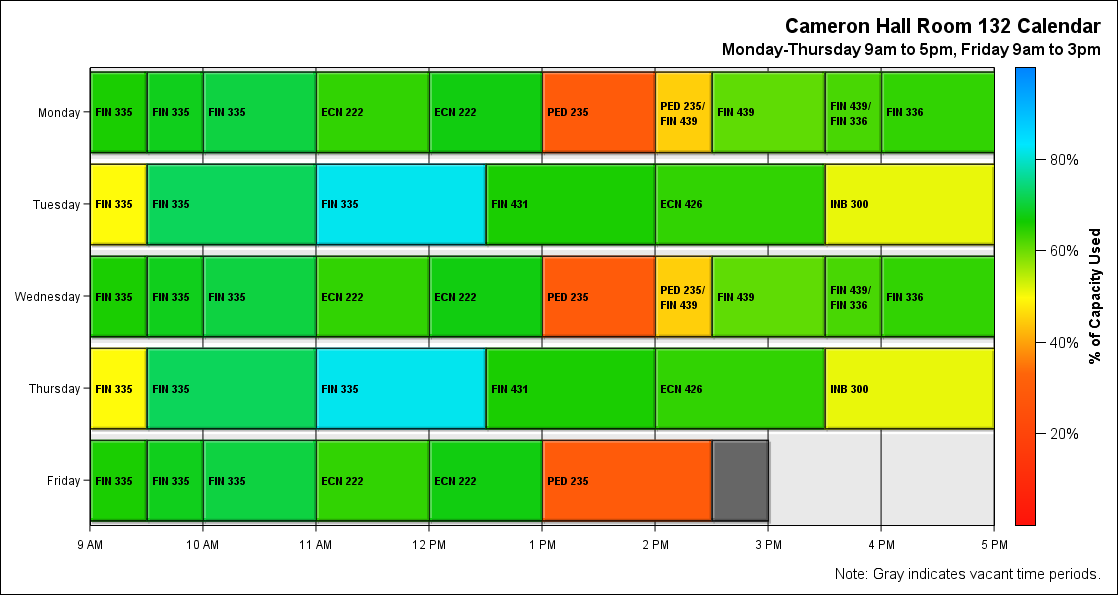 Cameron Hall Room 132 Calendar
Monday-Thursday 9am to 5pm, Friday 9am to 3pm
Monday
FIN 335
FIN 335
FIN 335
ECN 222
ECN 222
PED 235
PED 235/
FIN 439
FIN 439
FIN 439/
FIN 336
FIN 336
Tuesday
FIN 335
FIN 335
FIN 335
FIN 431
ECN 426
INB 300
Wednesday
FIN 335
FIN 335
FIN 335
ECN 222
ECN 222
PED 235
PED 235/
FIN 439
FIN 439
FIN 439/
FIN 336
FIN 336
Thursday
FIN 335
FIN 335
FIN 335
FIN 431
ECN 426
INB 300
Friday
FIN 335
FIN 335
FIN 335
ECN 222
ECN 222
PED 235
9 AM
10 AM
11 AM
12 PM
1 PM
2 PM
3 PM
4 PM
5 PM
80%
60%
40%
20%
% of Capacity Used
Note: Gray indicates vacant time periods.